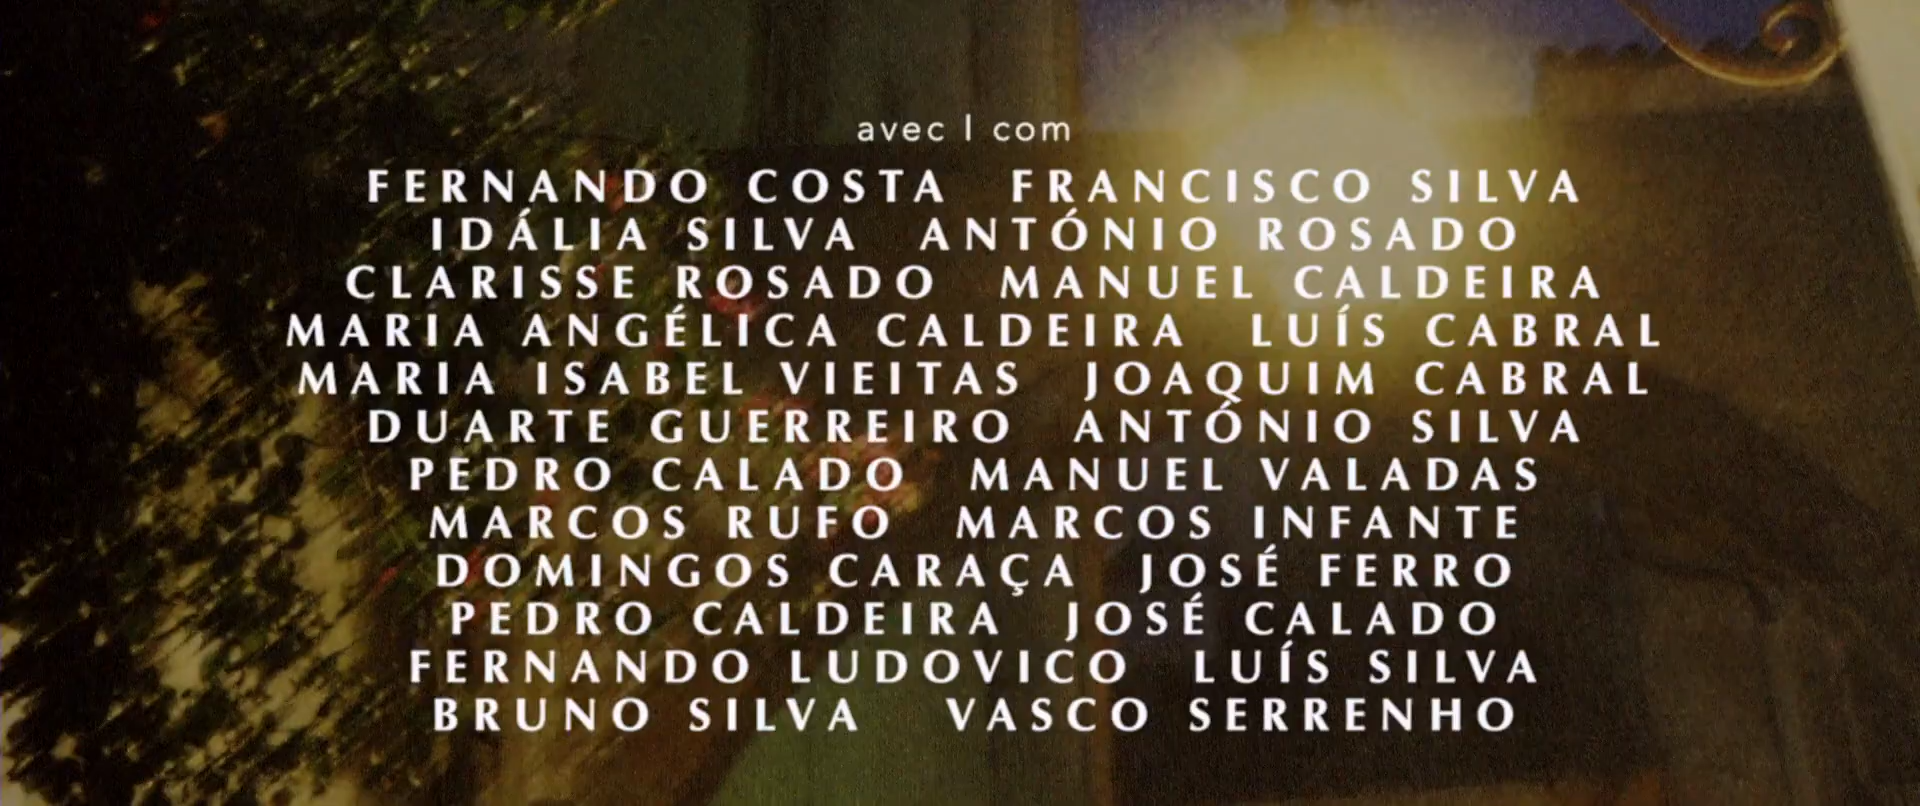 avec | com
FERNANDO COSTA FRANCISCO SILVA
IDÁLIA SILVA ANTÓNIO ROSADO
CLARISSE ROSADO MANUEL CALDEIRA
MARIA ANGÉLICA CALDEIRA LUÍS CABRAL
MARIA ISABEL VIEITAS JOAQUIM CABRAL
DUARTE GUERREIRO ANTÓNIO SILVA
PEDRO CALADO MANUEL VALADAS
MARCOS RUFO MARCOS INFANTE
DOMINGOS CARAÇA JOSÉ FERRO
PEDRO CALDEIRA JOSÉ CALADO
FERNANDO LUDOVICO LUÍS SILVA
BRUNO SILVA VASCO SERRENHO